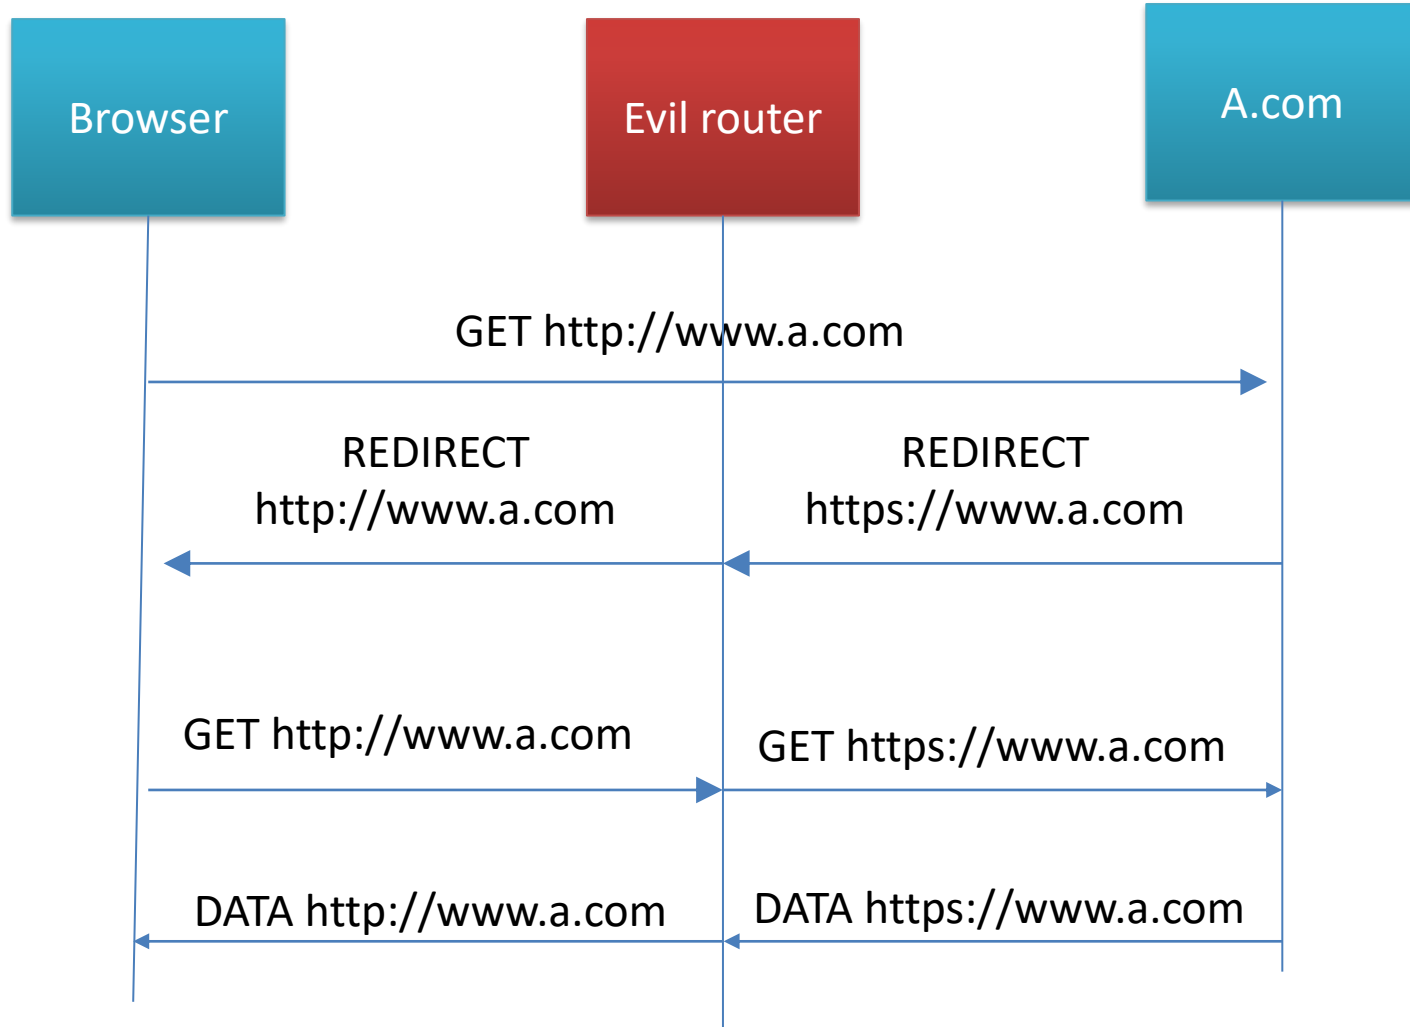 Browser
Evil router
A.com
GET http://www.a.com
REDIRECT
http://www.a.com
REDIRECT
https://www.a.com
GET http://www.a.com
GET https://www.a.com
DATA http://www.a.com
DATA https://www.a.com